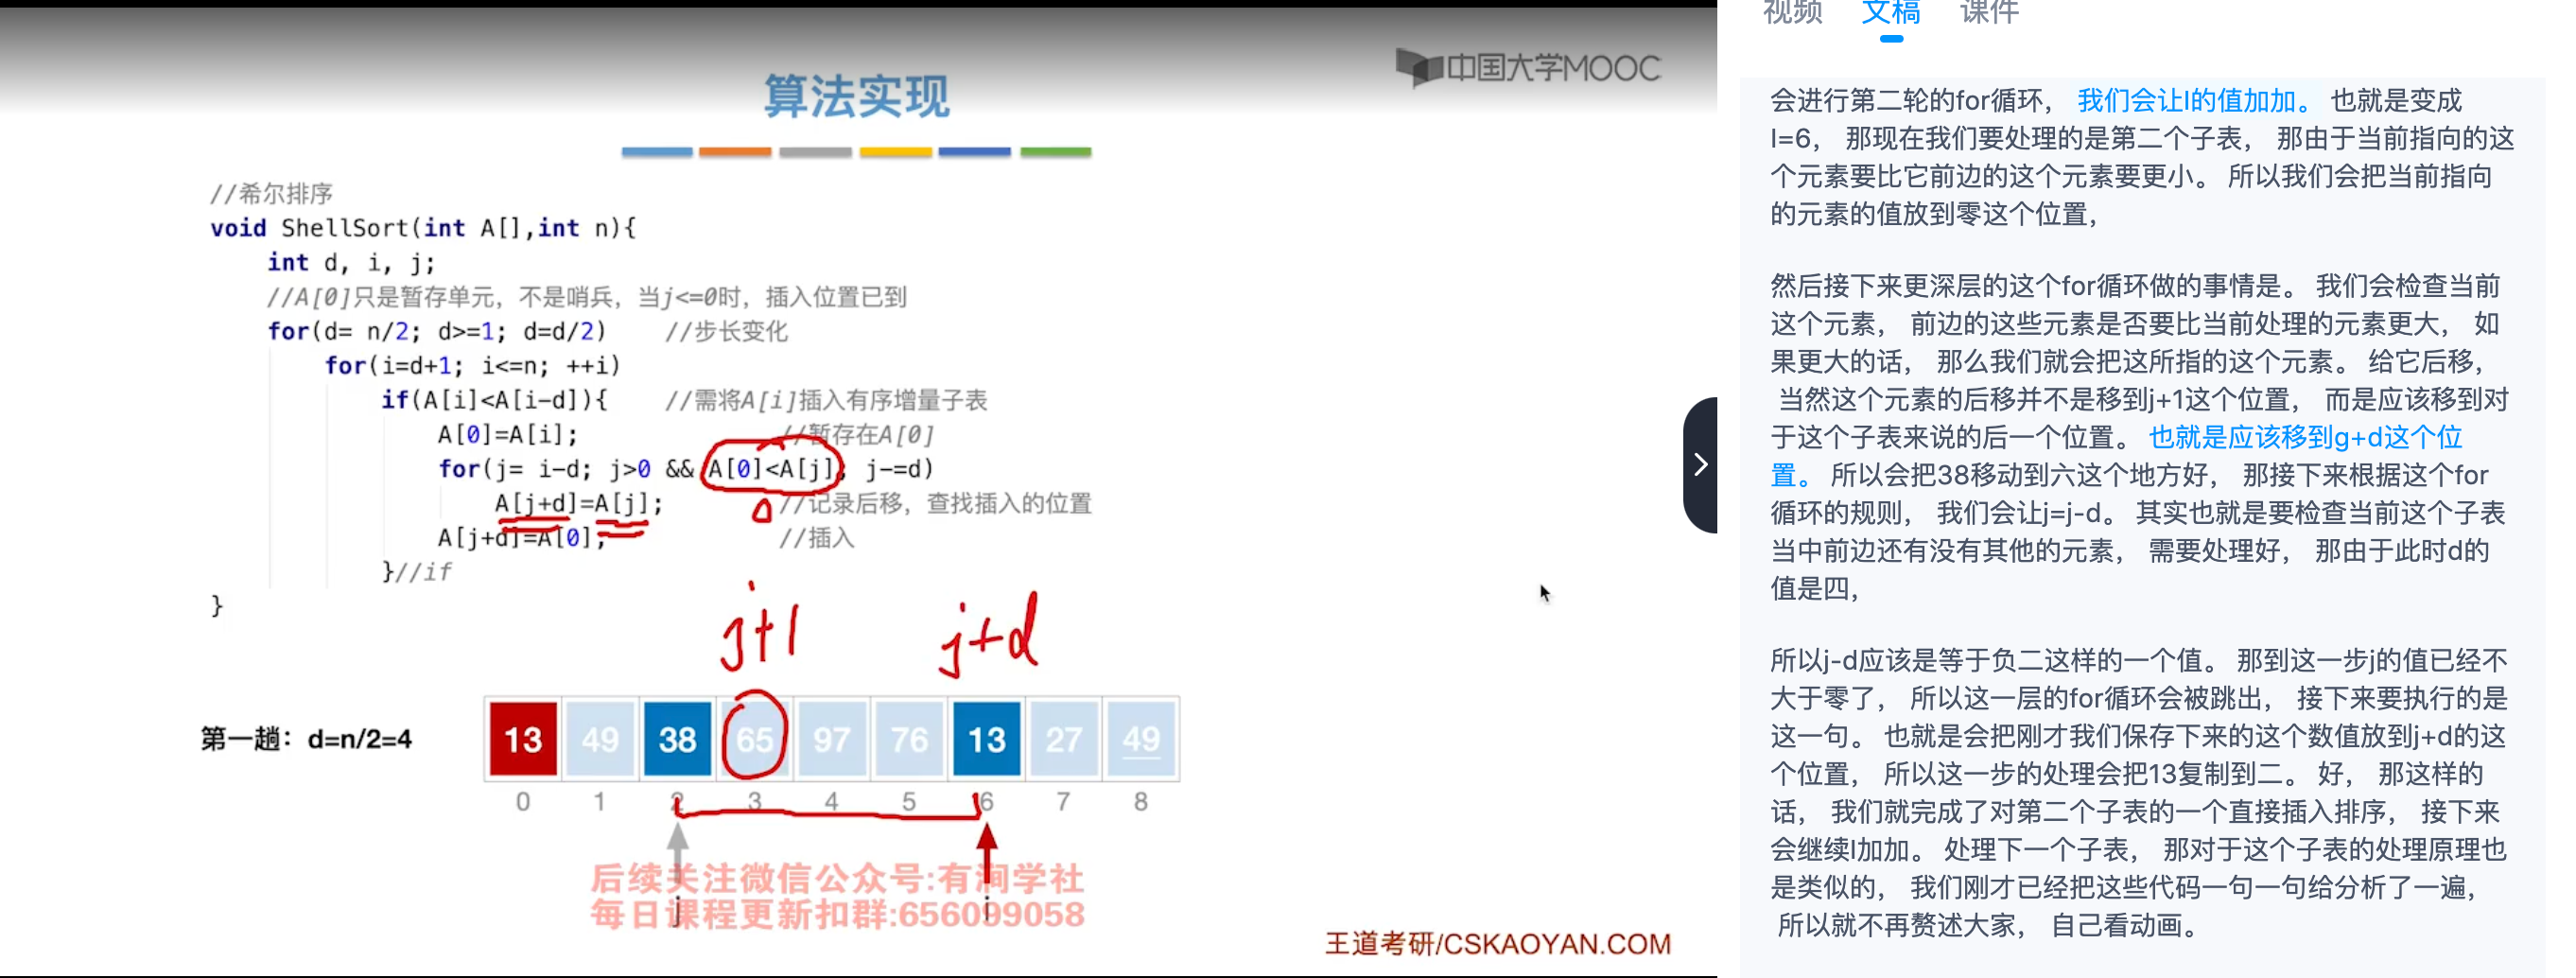 中国大学MOOC
算法实现
//希尔排序
void ShellSort(int A[],int n){
int d, i, j;
//A[0]只是暂存单元，不是哨兵，当j<=0时，插入位置已到
for(d= n/2; d>=1; d=d/2) //步长变化
for(i=d+1; i<=n; ++i)
if(A[i]<A[i-d]){ //需将A[i]插入有序增量子表
A[0]=A[i]; //暂存在A[0]
for(j= i-d; j>0 && A[0]<A[j]; j-=d)
A[j+d]=A[j]; //记录后移，查找插入的位置
A[j+d]=A[0]; //插入
}//if
}
j+1 j+d
第一趟：d=n/2=4 13 49 38 65 97 76 13 27 49
0 1 2 3 4 5 6 7 8
j i
后续关注微信公众号:有涧学社
每日课程更新扣群:656099058
王道考研/CSKAOYAN.COM
视频 文稿 课件
会进行第二轮的for循环， 我们会让I的值加加。 也就是变成
I=6， 那现在我们要处理的是第二个子表， 那由于当前指向的这
个元素要比它前边的这个元素要更小。 所以我们会把当前指向
的元素的值放到零这个位置，
然后接下来更深层的这个for循环做的事情是。 我们会检查当前
这个元素， 前边的这些元素是否要比当前处理的元素更大， 如
果更大的话， 那么我们就会把这所指的这个元素。 给它后移，
当然这个元素的后移并不是移到j+1这个位置， 而是应该移到对
于这个子表来说的后一个位置。 也就是应该移到g+d这个位
置。 所以会把38移动到六这个地方好， 那接下来根据这个for
循环的规则， 我们会让j=j-d。 其实也就是要检查当前这个子表
当中前边还有没有其他的元素， 需要处理好， 那由于此时d的
值是四，
所以j-d应该是等于负二这样的一个值。 那到这一步j的值已经不
大于零了， 所以这一层的for循环会被跳出， 接下来要执行的是
这一句。 也就是会把刚才我们保存下来的这个数值放到j+d的这
个位置， 所以这一步的处理会把13复制到二。 好， 那这样的
话， 我们就完成了对第二个子表的一个直接插入排序， 接下来
会继续I加加。 处理下一个子表， 那对于这个子表的处理原理也
是类似的， 我们刚才已经把这些代码一句一句给分析了一遍，
所以就不再赘述大家， 自己看动画。